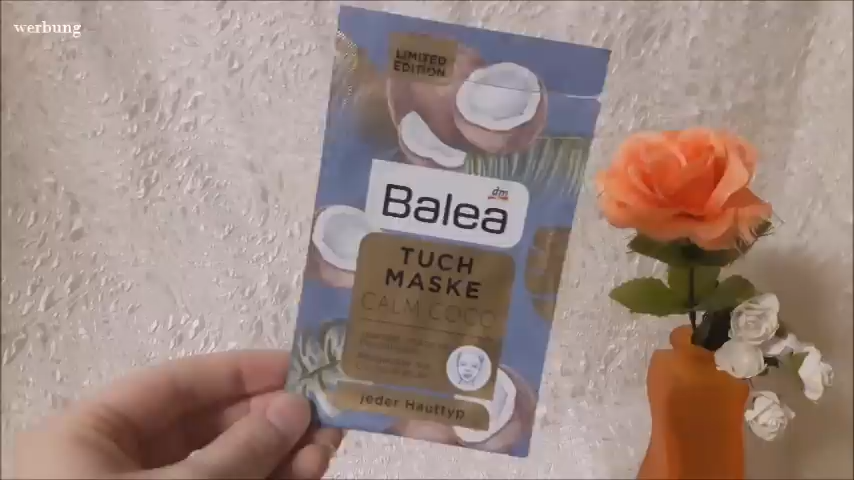 werbung
LIMITED
EDITION
dm
Balea
TUCH
MASKE
CALM COCO
jeder Hauttyp